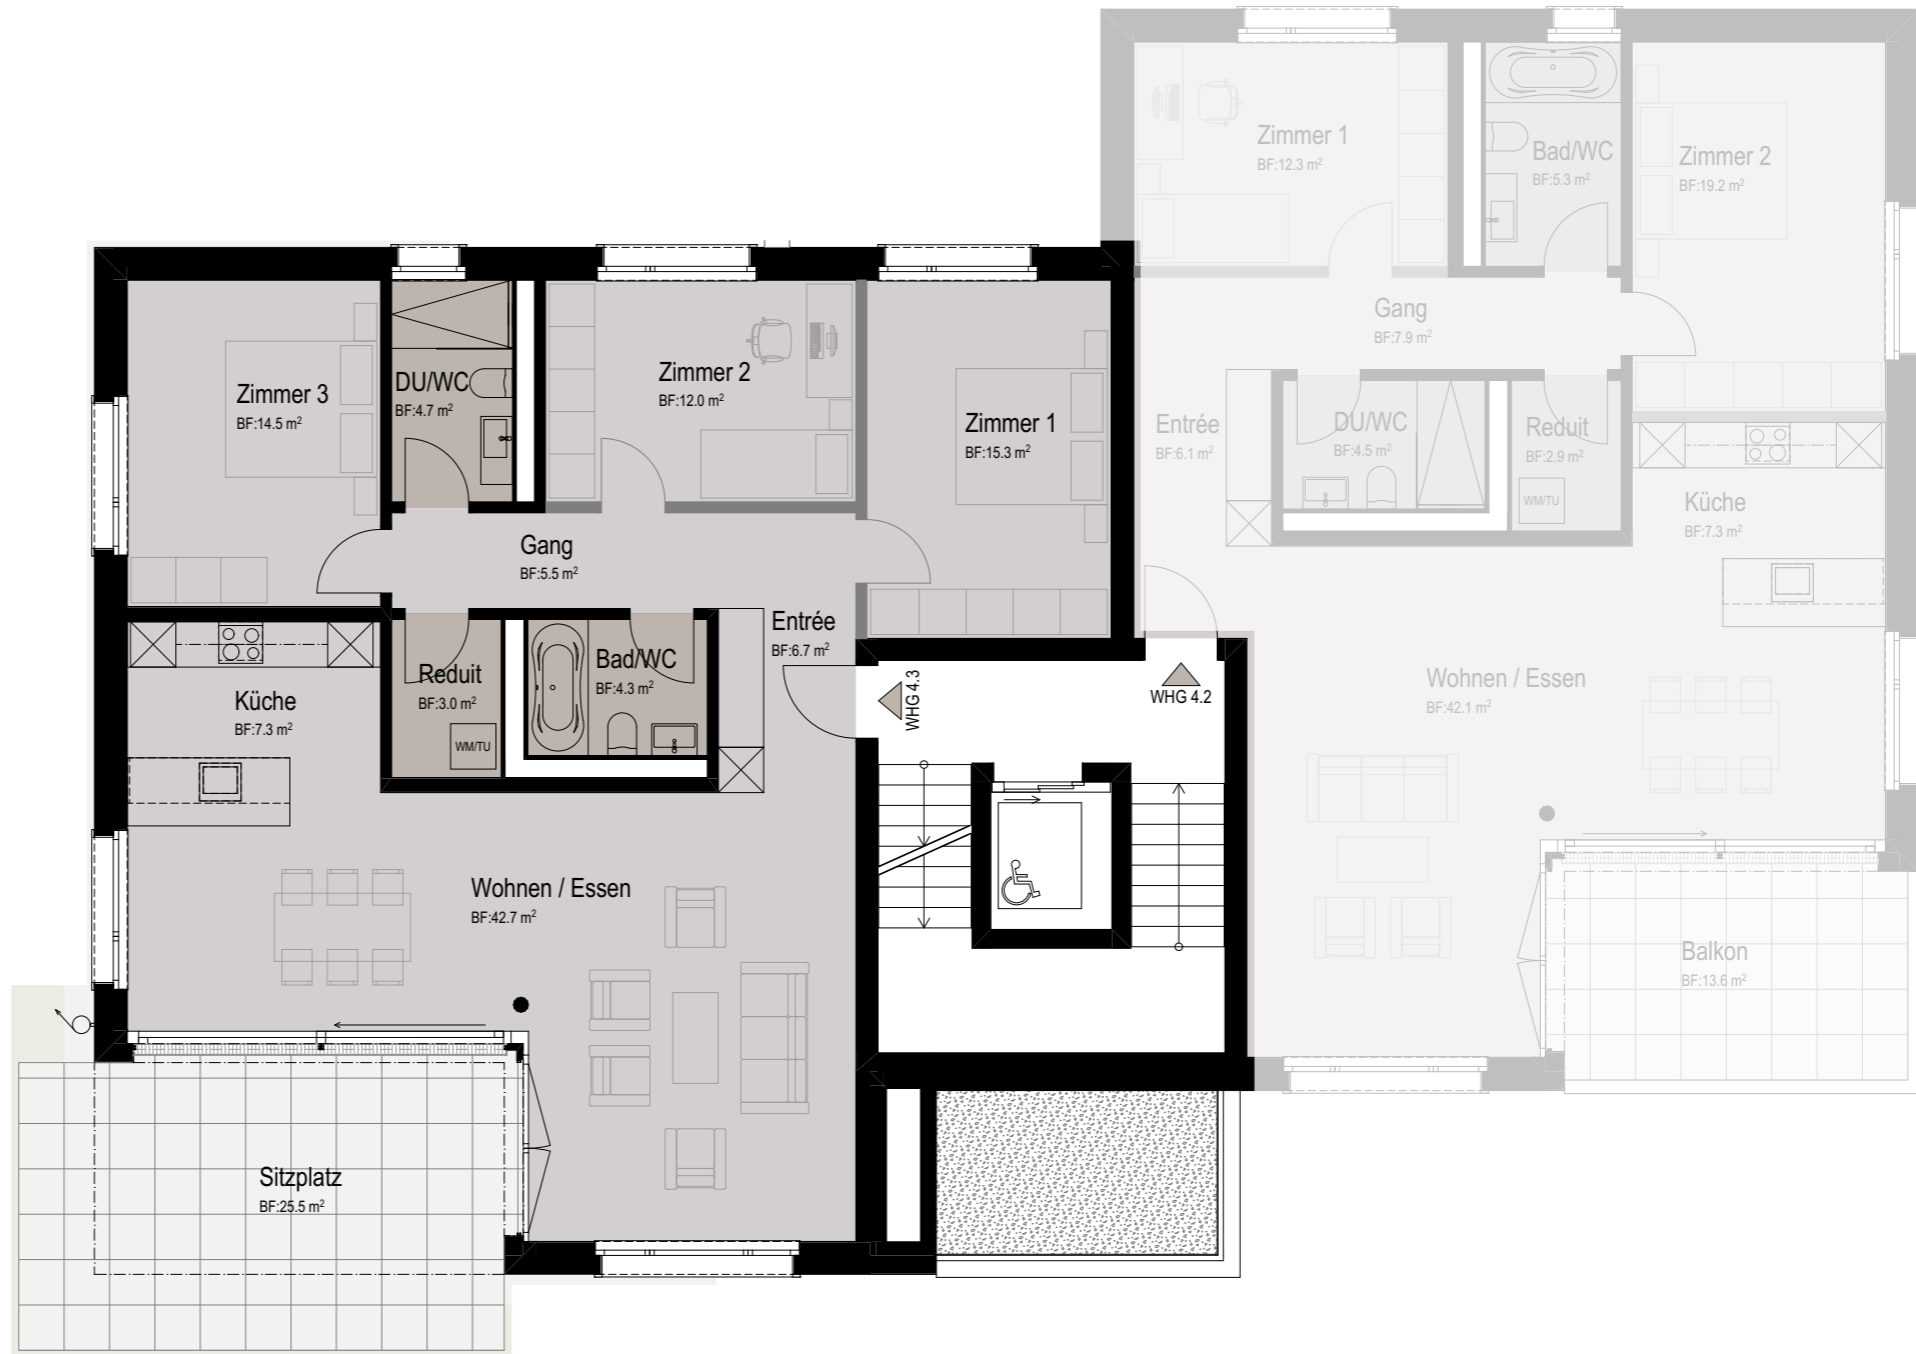 Zimmer 1
BF:12.3 m²
Bad/WC
BF:5.3 m²
Zimmer 2
BF:19.2 m²
Gang
BF:7.9 m²
Entrée
BF:6.1 m²
DU/WC
BF:4.5 m²
Reduit
BF:2.9 m²
WM/TU
Küche
BF:7.3 m²
Wohnen / Essen
BF:42.1 m²
Balkon
BF:13.6 m²
Zimmer 3
BF:14.5 m²
DU/WC
BF:4.7 m²
Zimmer 2
BF:12.0 m²
Zimmer 1
BF:15.3 m²
Gang
BF:5.5 m²
Entrée
BF:6.7 m²
Küche
BF:7.3 m²
Reduit
BF:3.0 m²
WM/TU
Bad/WC
BF:4.3 m²
WHG 4.3
WHG 4.2
Wohnen / Essen
BF:42.7 m²
Sitzplatz
BF:25.5 m²